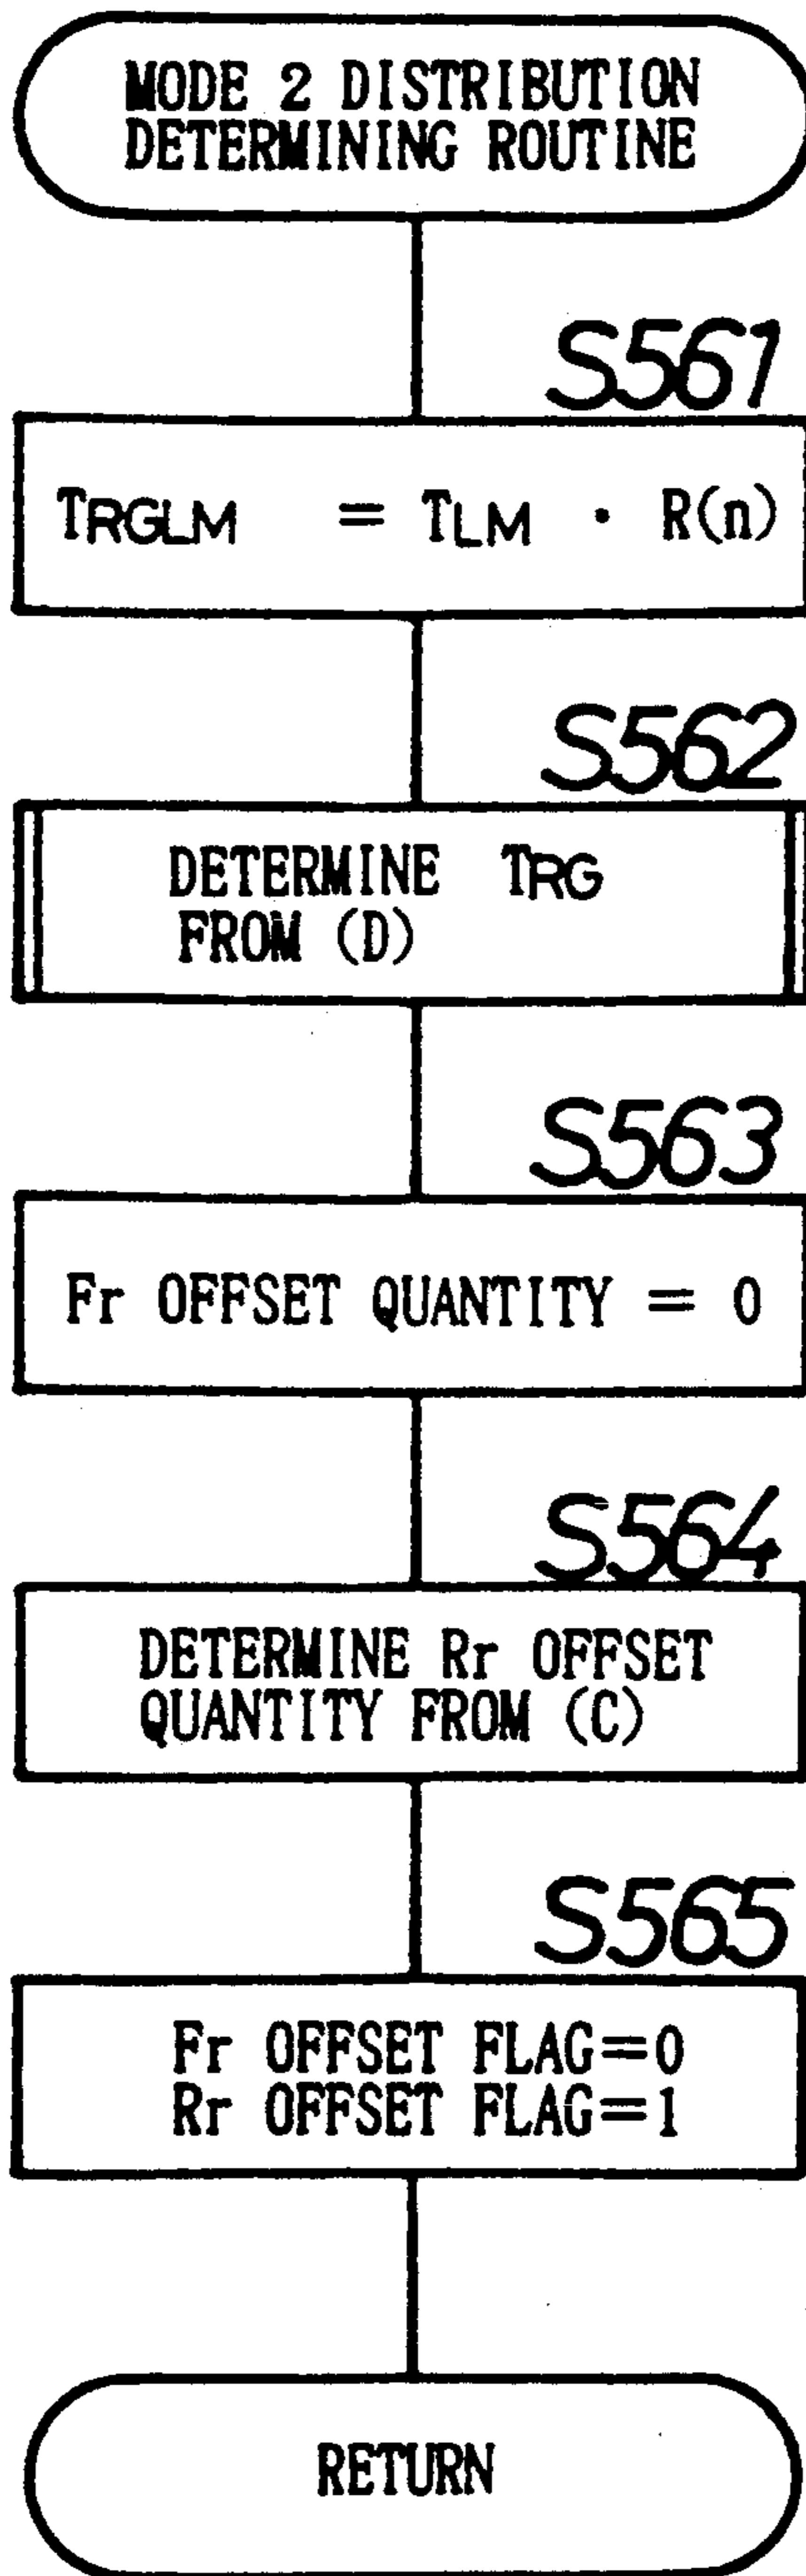 MODE 2 DISTRIBUTION
DETERMINING ROUTINE
S561
TRGLM = TLM · R(n)
S562
DETERMINE TRG
FROM (D)
S563
Fr OFFSET QUANTITY = 0
S564
DETERMINE Rr OFFSET
QUANTITY FROM (C)
S565
Fr OFFSET FLAG=0
Rr OFFSET FLAG=1
RETURN